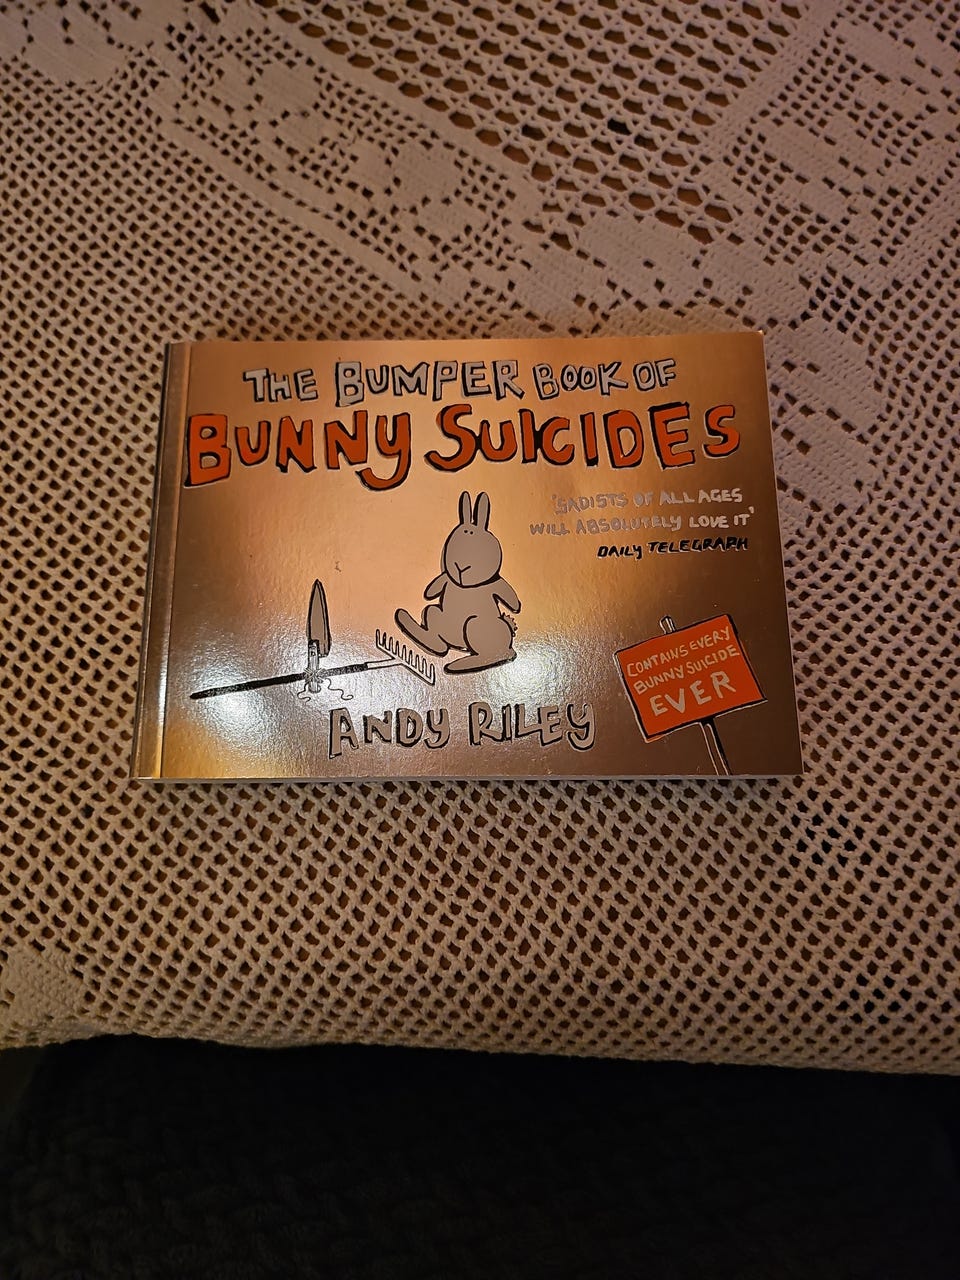 THE BUMPER BOOK OF
BUNNY SUICIDES
'SADISTS OF ALL AGES
WILL ABSOLUTELY LOVE IT'
DAILY TELEGRAPH
CONTAINS EVERY
BUNNY SUICIDE
EVER
ANDY RILEY